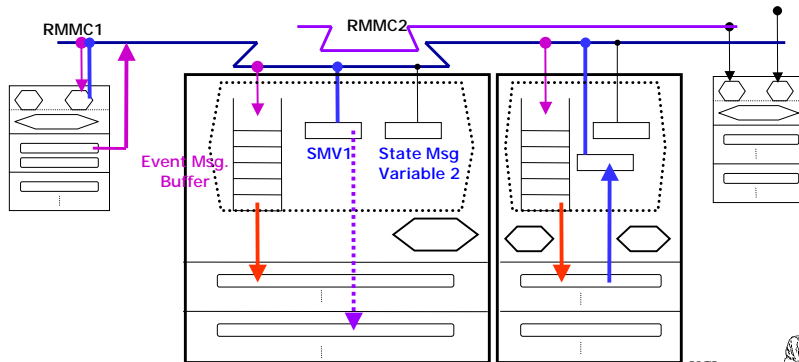 RMMC2
RMMC1
Event Msg.
Buffer
SMV1
State Msg
Variable 2